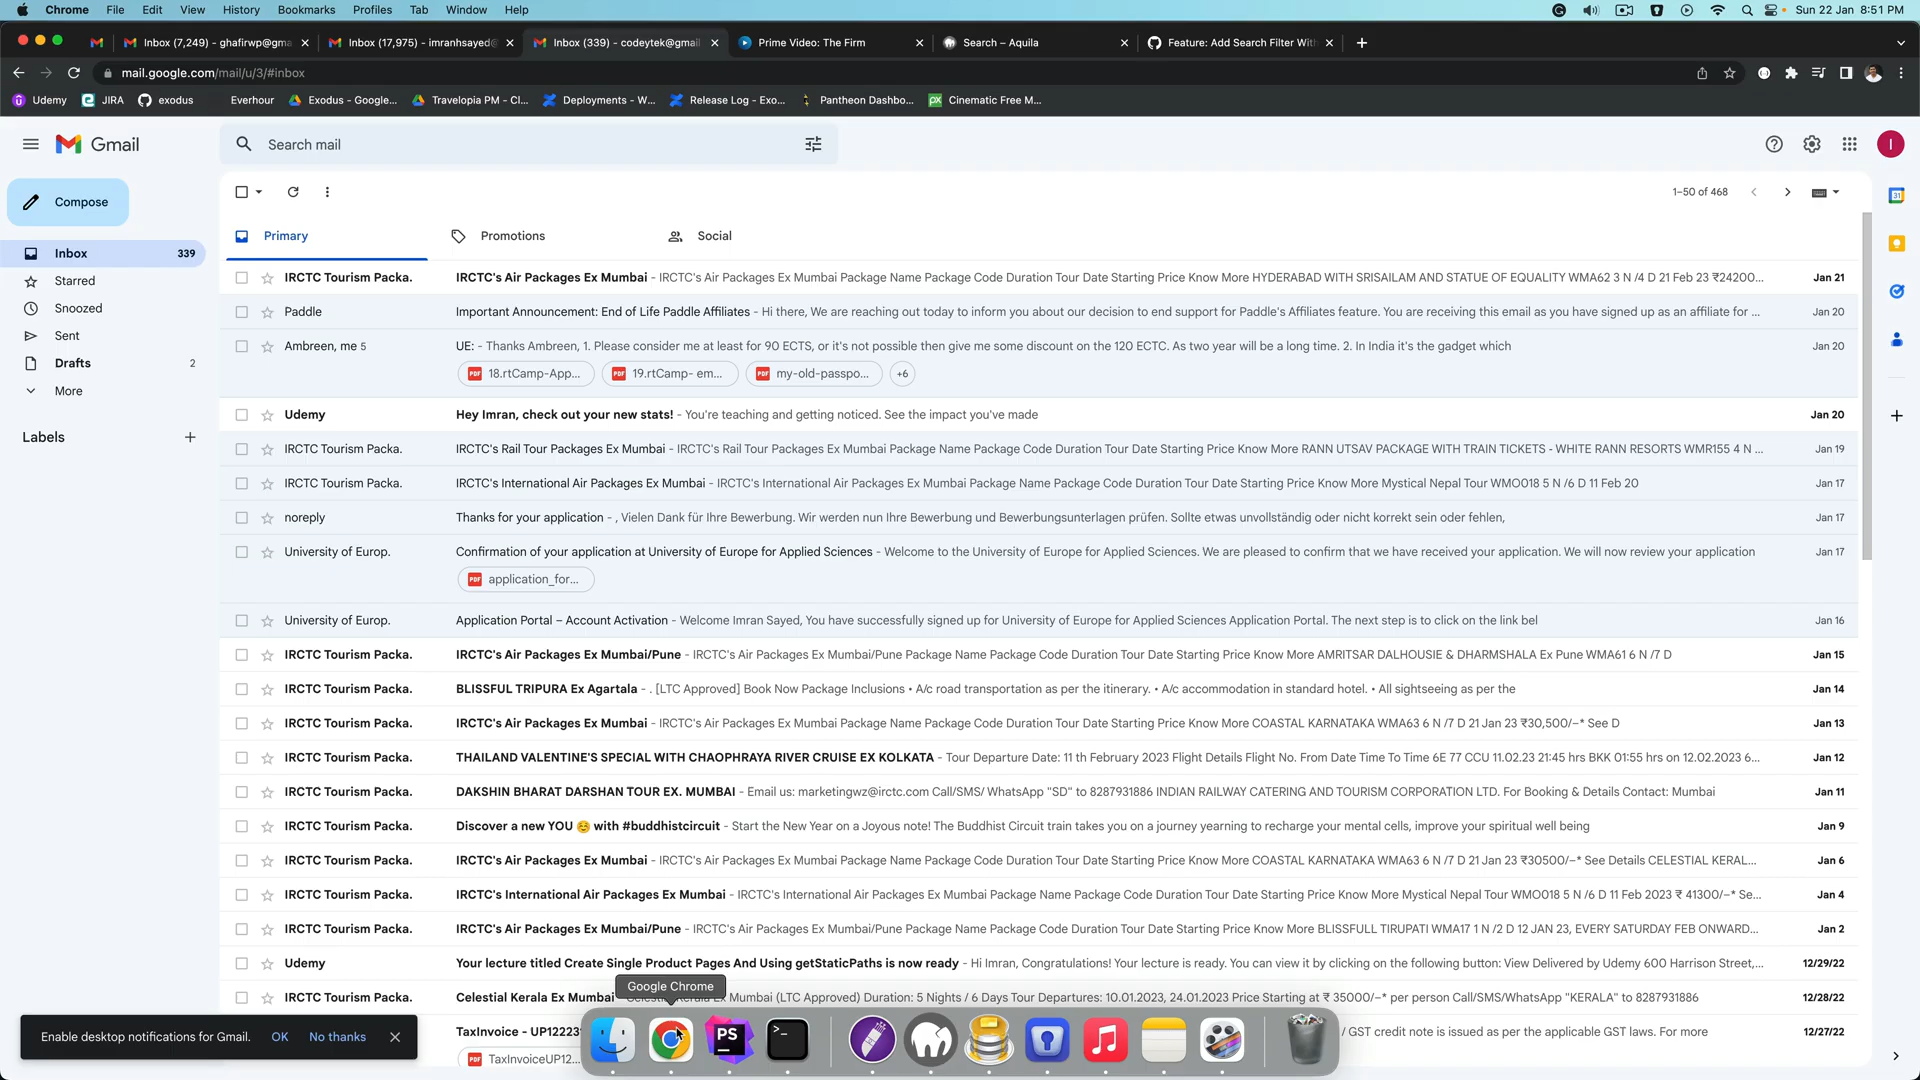 Chrome File Edit View History Bookmarks Profiles Tab Window Help Sun 22 Jan 8:51 PM
Inbox (7,249) - ghafirwp@gma Inbox (17,975) - imranhsayed@ Inbox (339) - codeytek@gmail Prime Video: The Firm Search – Aquila Feature: Add Search Filter With
mail.google.com/mail/u/3/#inbox
Udemy JIRA exodus Everhour Exodus - Google... Travelopia PM - Cl... Deployments - W... Release Log - Exo... Pantheon Dashbo... Cinematic Free M...
Gmail Search mail I
Compose
1–50 of 468
Primary Promotions Social
Inbox 339
Starred
Snoozed
Sent
Drafts 2
More
Labels
IRCTC Tourism Packa. IRCTC's Air Packages Ex Mumbai - IRCTC's Air Packages Ex Mumbai Package Name Package Code Duration Tour Date Starting Price Know More HYDERABAD WITH SRISAILAM AND STATUE OF EQUALITY WMA62 3 N /4 D 21 Feb 23 ₹24200... Jan 21
Paddle Important Announcement: End of Life Paddle Affiliates - Hi there, We are reaching out today to inform you about our decision to end support for Paddle's Affiliates feature. You are receiving this email as you have signed up as an affiliate for ... Jan 20
Ambreen, me 5 UE: - Thanks Ambreen, 1. Please consider me at least for 90 ECTS, or it's not possible then give me some discount on the 120 ECTC. As two year will be a long time. 2. In India it's the gadget which Jan 20
PDF 18.rtCamp-App... PDF 19.rtCamp- em... PDF my-old-passpo... +6
Udemy Hey Imran, check out your new stats! - You're teaching and getting noticed. See the impact you've made Jan 20
IRCTC Tourism Packa. IRCTC's Rail Tour Packages Ex Mumbai - IRCTC's Rail Tour Packages Ex Mumbai Package Name Package Code Duration Tour Date Starting Price Know More RANN UTSAV PACKAGE WITH TRAIN TICKETS - WHITE RANN RESORTS WMR155 4 N ... Jan 19
IRCTC Tourism Packa. IRCTC's International Air Packages Ex Mumbai - IRCTC's International Air Packages Ex Mumbai Package Name Package Code Duration Tour Date Starting Price Know More Mystical Nepal Tour WMO018 5 N /6 D 11 Feb 20 Jan 17
noreply Thanks for your application - , Vielen Dank für Ihre Bewerbung. Wir werden nun Ihre Bewerbung und Bewerbungsunterlagen prüfen. Sollte etwas unvollständig oder nicht korrekt sein oder fehlen, Jan 17
University of Europ. Confirmation of your application at University of Europe for Applied Sciences - Welcome to the University of Europe for Applied Sciences. We are pleased to confirm that we have received your application. We will now review your application Jan 17
PDF application_for...
University of Europ. Application Portal – Account Activation - Welcome Imran Sayed, You have successfully signed up for University of Europe for Applied Sciences Application Portal. The next step is to click on the link bel Jan 16
IRCTC Tourism Packa. IRCTC's Air Packages Ex Mumbai/Pune - IRCTC's Air Packages Ex Mumbai/Pune Package Name Package Code Duration Tour Date Starting Price Know More AMRITSAR DALHOUSIE & DHARMSHALA Ex Pune WMA61 6 N /7 D Jan 15
IRCTC Tourism Packa. BLISSFUL TRIPURA Ex Agartala - . [LTC Approved] Book Now Package Inclusions • A/c road transportation as per the itinerary. • A/c accommodation in standard hotel. • All sightseeing as per the Jan 14
IRCTC Tourism Packa. IRCTC's Air Packages Ex Mumbai - IRCTC's Air Packages Ex Mumbai Package Name Package Code Duration Tour Date Starting Price Know More COASTAL KARNATAKA WMA63 6 N /7 D 21 Jan 23 ₹30,500/–* See D Jan 13
IRCTC Tourism Packa. THAILAND VALENTINE'S SPECIAL WITH CHAOPHRAYA RIVER CRUISE EX KOLKATA - Tour Departure Date: 11 th February 2023 Flight Details Flight No. From Date Time To Time 6E 77 CCU 11.02.23 21:45 hrs BKK 01:55 hrs on 12.02.2023 6... Jan 12
IRCTC Tourism Packa. DAKSHIN BHARAT DARSHAN TOUR EX. MUMBAI - Email us: marketingwz@irctc.com Call/SMS/ WhatsApp "SD" to 8287931886 INDIAN RAILWAY CATERING AND TOURISM CORPORATION LTD. For Booking & Details Contact: Mumbai Jan 11
IRCTC Tourism Packa. Discover a new YOU ☺️ with #buddhistcircuit - Start the New Year on a Joyous note! The Buddhist Circuit train takes you on a journey yearning to recharge your mental cells, improve your spiritual well being Jan 9
IRCTC Tourism Packa. IRCTC's Air Packages Ex Mumbai - IRCTC's Air Packages Ex Mumbai Package Name Package Code Duration Tour Date Starting Price Know More COASTAL KARNATAKA WMA63 6 N /7 D 21 Jan 23 ₹30500/–* See Details CELESTIAL KERAL... Jan 6
IRCTC Tourism Packa. IRCTC's International Air Packages Ex Mumbai - IRCTC's International Air Packages Ex Mumbai Package Name Package Code Duration Tour Date Starting Price Know More Mystical Nepal Tour WMO018 5 N /6 D 11 Feb 2023 ₹ 41300/–* Se... Jan 4
IRCTC Tourism Packa. IRCTC's Air Packages Ex Mumbai/Pune - IRCTC's Air Packages Ex Mumbai/Pune Package Name Package Code Duration Tour Date Starting Price Know More BLISSFULL TIRUPATI WMA17 1 N /2 D 12 JAN 23, EVERY SATURDAY FEB ONWARD... Jan 2
Udemy Your lecture titled Create Single Product Pages And Using getStaticPaths is now ready - Hi Imran, Congratulations! Your lecture is ready. You can view it by clicking on the following button: View Delivered by Udemy 600 Harrison Street,... 12/29/22
Google Chrome
IRCTC Tourism Packa. Celestial Kerala Ex Mumbai Mumbai (LTC Approved) Duration: 5 Nights / 6 Days Tour Departures: 10.01.2023, 24.01.2023 Price Starting at ₹ 35000/–* per person Call/SMS/WhatsApp "KERALA" to 8287931886 12/28/22
TaxInvoice - UP1222 / GST credit note is issued as per the applicable GST laws. For more 12/27/22
PDF TaxInvoiceUP12...
Enable desktop notifications for Gmail. OK No thanks
PS